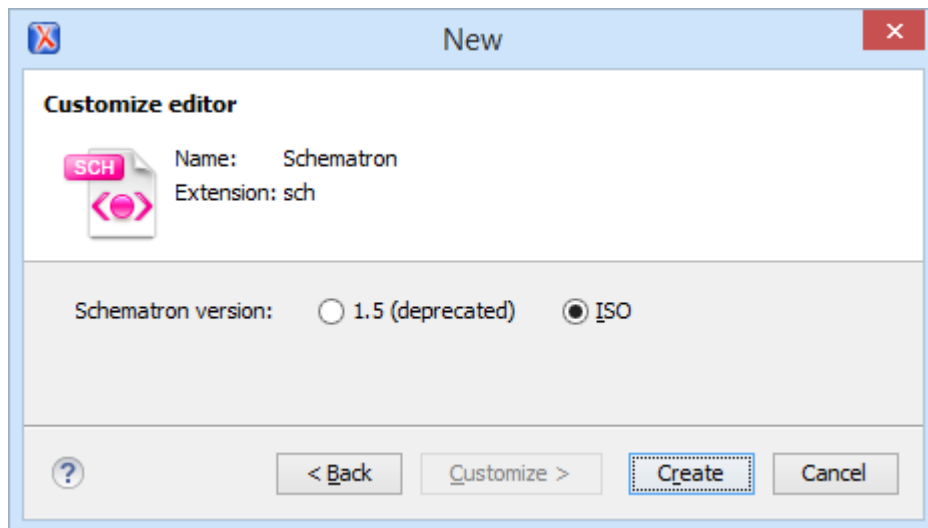 New
Customize editor
SCH
Name: Schematron
Extension: sch
Schematron version: 1.5 (deprecated) ISO
? < Back Customize > Create Cancel